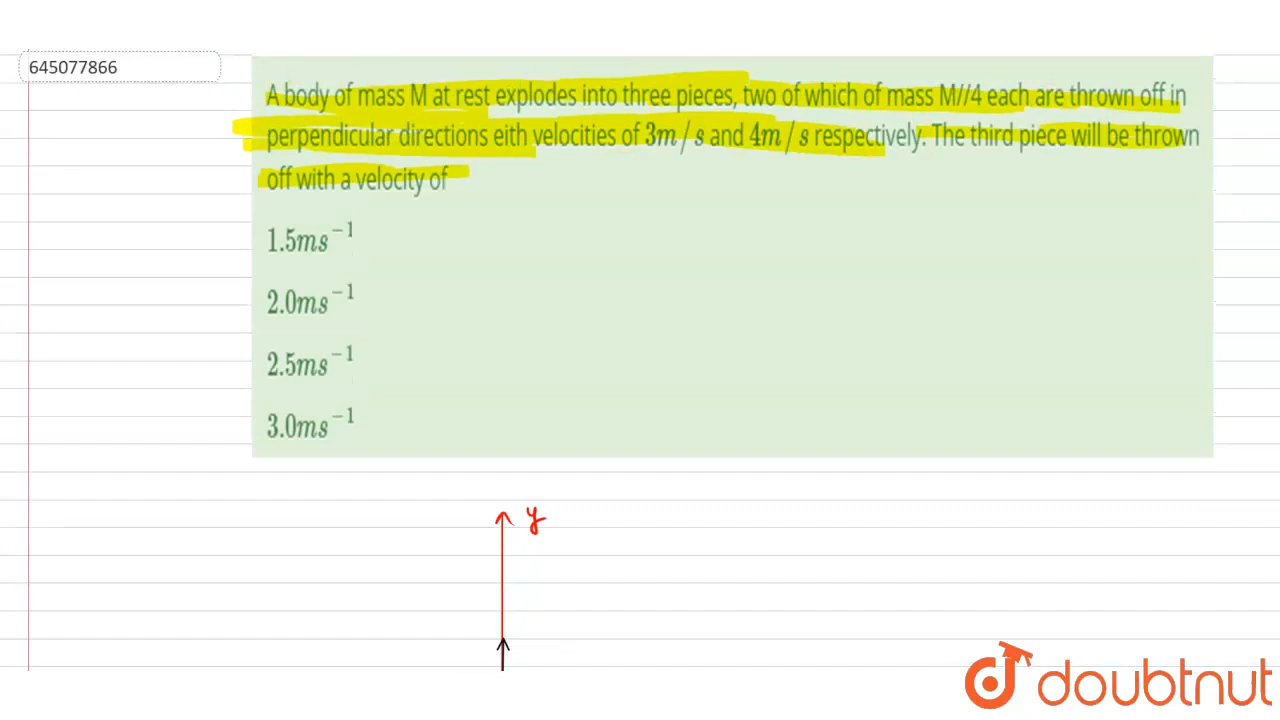 645077866
A body of mass M at rest explodes into three pieces, two of which of mass M//4 each are thrown off in
perpendicular directions eith velocities of 3m/s and 4m/s respectively. The third piece will be thrown
off with a velocity of
1.5ms⁻¹
2.0ms⁻¹
2.5ms⁻¹
3.0ms⁻¹
y
doubtnut